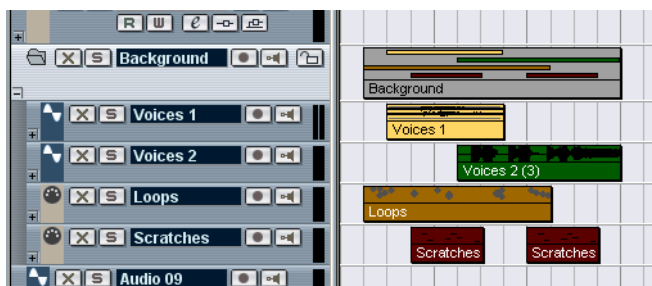 R W e
X S Background
Background
X S Voices 1
Voices 1
X S Voices 2
Voices 2 (3)
X S Loops
Loops
X S Scratches
Scratches Scratches
X S Audio 09